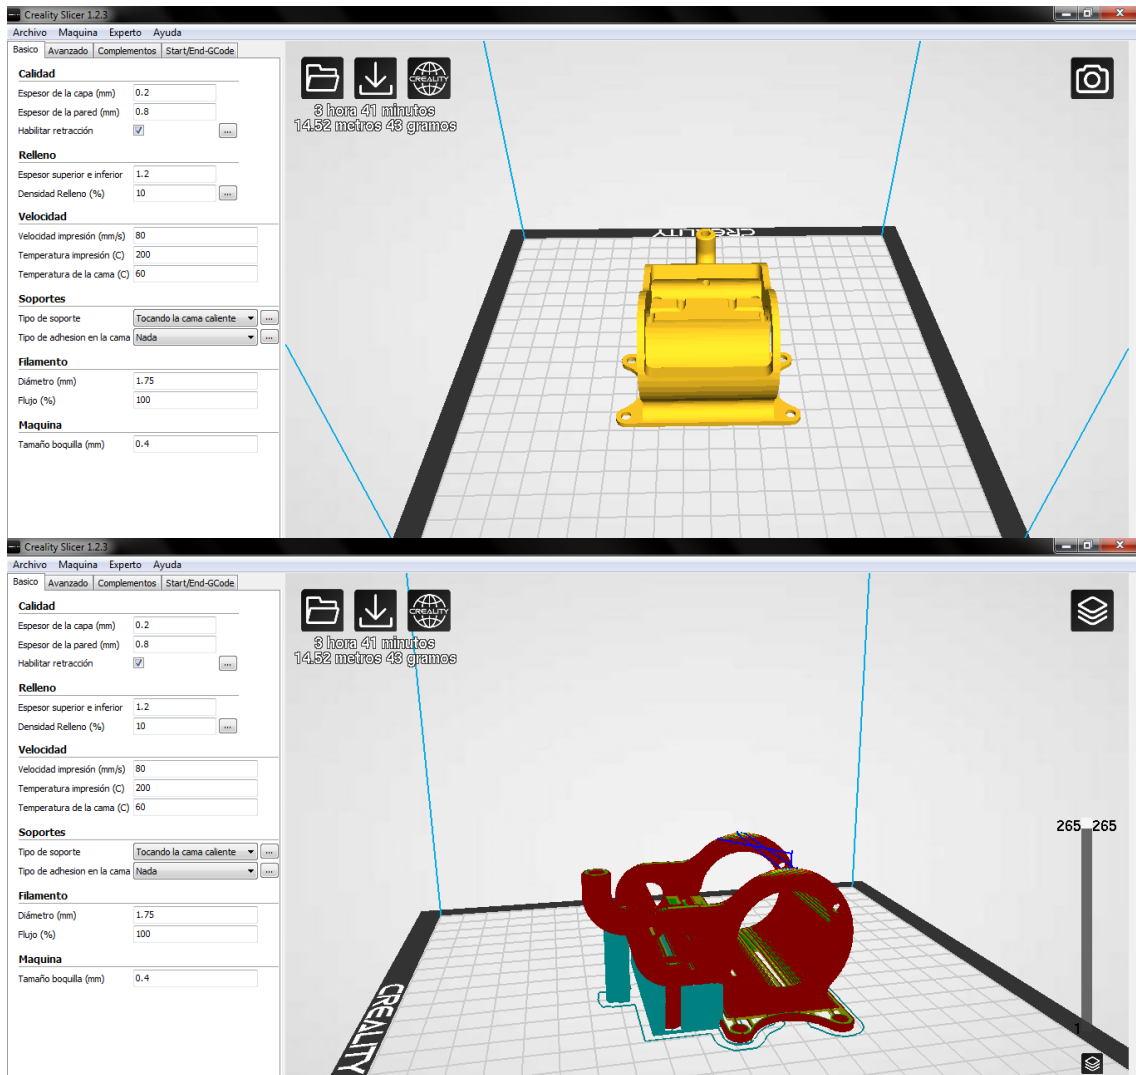 Creality Slicer 1.2.3
Archivo Maquina Experto Ayuda
Basico Avanzado Complementos Start/End-GCode
Calidad
Espesor de la capa (mm) 0.2
Espesor de la pared (mm) 0.8
Habilitar retracción ...
Relleno
Espesor superior e inferior 1.2
Densidad Relleno (%) 10 ...
Velocidad
Velocidad impresión (mm/s) 80
Temperatura impresión (C) 200
Temperatura de la cama (C) 60
Soportes
Tipo de soporte Tocando la cama caliente ...
Tipo de adhesion en la cama Nada ...
Filamento
Diámetro (mm) 1.75
Flujo (%) 100
Maquina
Tamaño boquilla (mm) 0.4
CREALITY
3 hora 41 minutos
14.52 metros 43 gramos
CREALITY
Creality Slicer 1.2.3
Archivo Maquina Experto Ayuda
Basico Avanzado Complementos Start/End-GCode
Calidad
Espesor de la capa (mm) 0.2
Espesor de la pared (mm) 0.8
Habilitar retracción ...
Relleno
Espesor superior e inferior 1.2
Densidad Relleno (%) 10 ...
Velocidad
Velocidad impresión (mm/s) 80
Temperatura impresión (C) 200
Temperatura de la cama (C) 60
Soportes
Tipo de soporte Tocando la cama caliente ...
Tipo de adhesion en la cama Nada ...
Filamento
Diámetro (mm) 1.75
Flujo (%) 100
Maquina
Tamaño boquilla (mm) 0.4
CREALITY
3 hora 41 minutos
14.52 metros 43 gramos
265 265
1
CREALITY